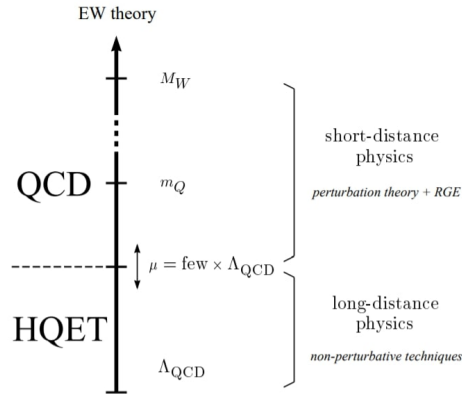 EW theory
M_W
short-distance
physics
perturbation theory + RGE
QCD
m_Q
μ = few × Λ_QCD
HQET
long-distance
physics
non-perturbative techniques
Λ_QCD